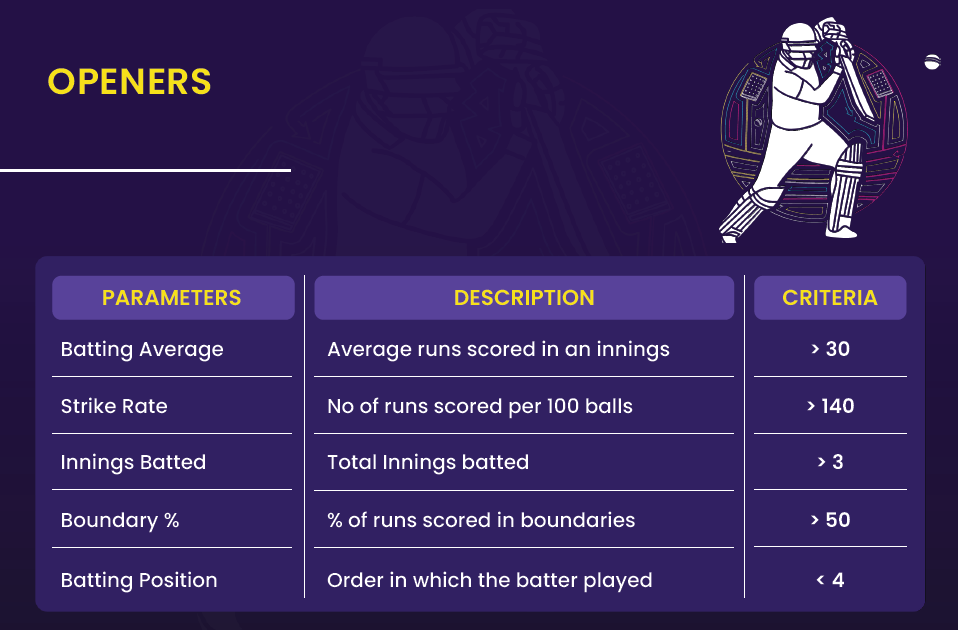 OPENERS
PARAMETERS DESCRIPTION CRITERIA
Batting Average Average runs scored in an innings > 30
Strike Rate No of runs scored per 100 balls > 140
Innings Batted Total Innings batted > 3
Boundary % % of runs scored in boundaries > 50
Batting Position Order in which the batter played < 4